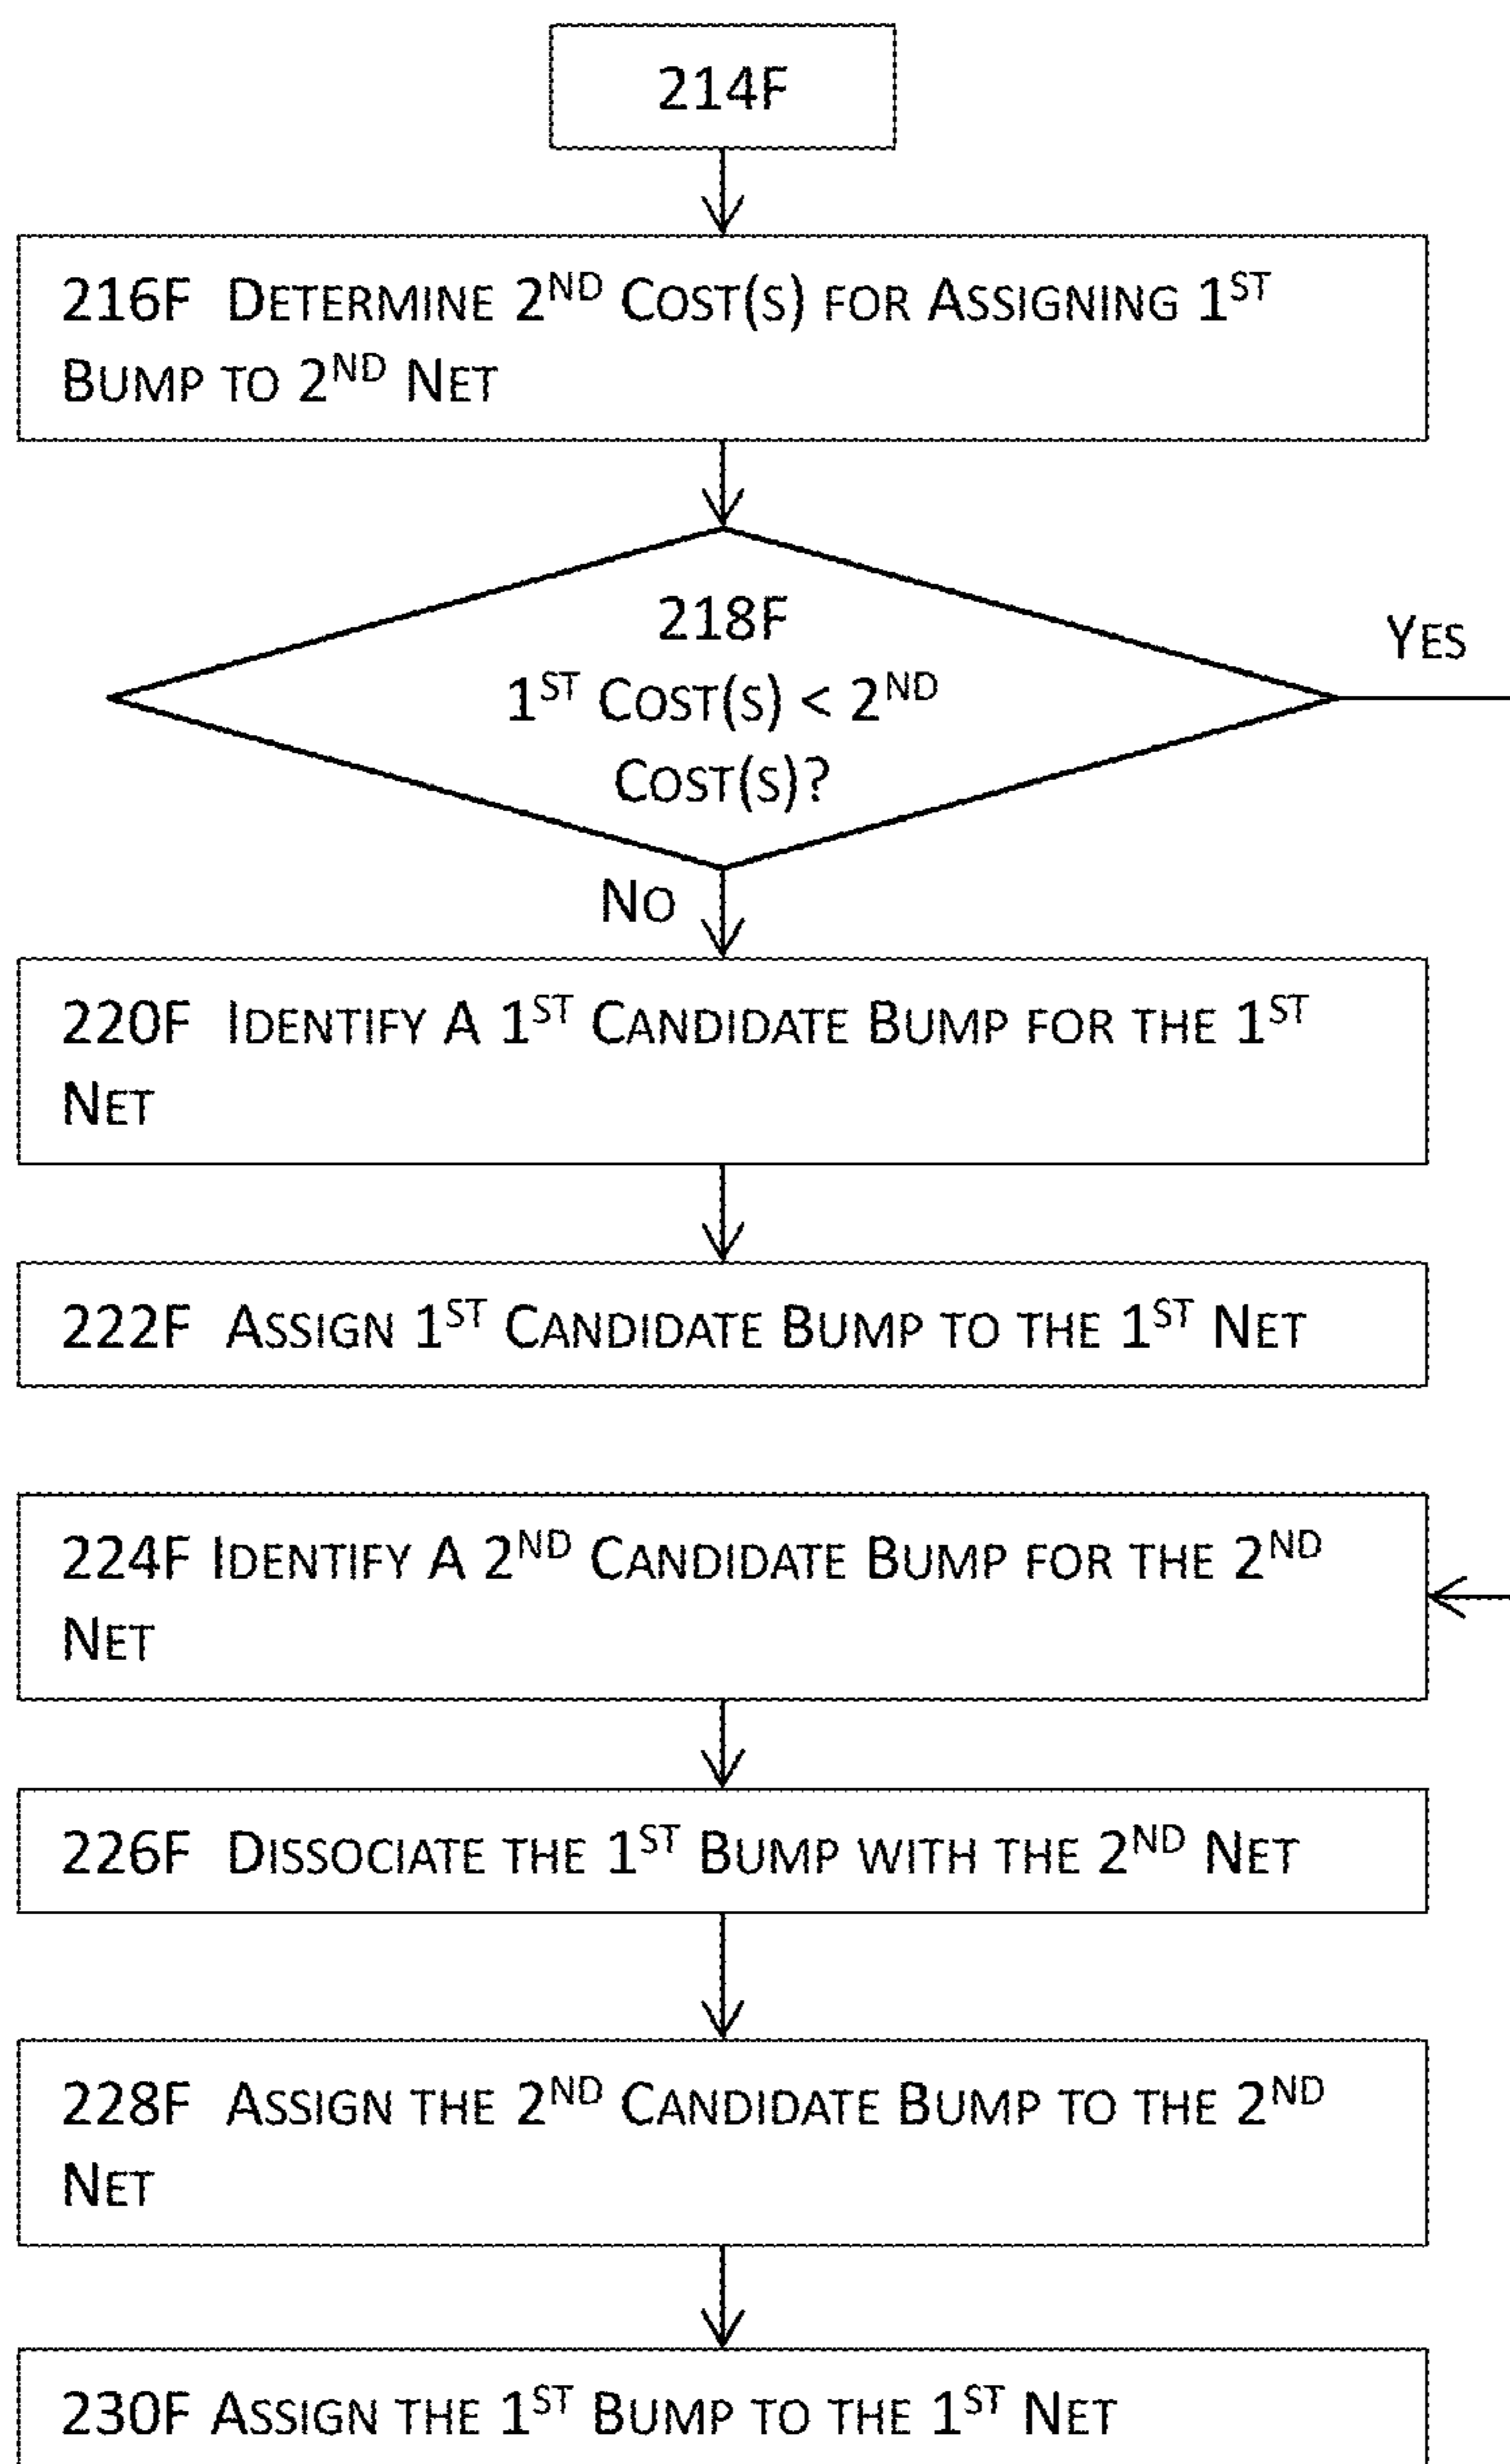 214F
216F DETERMINE 2ND COST(S) FOR ASSIGNING 1ST
BUMP TO 2ND NET
218F
1ST COST(S) < 2ND
COST(S)?
YES
NO
220F IDENTIFY A 1ST CANDIDATE BUMP FOR THE 1ST
NET
222F ASSIGN 1ST CANDIDATE BUMP TO THE 1ST NET
224F IDENTIFY A 2ND CANDIDATE BUMP FOR THE 2ND
NET
226F DISSOCIATE THE 1ST BUMP WITH THE 2ND NET
228F ASSIGN THE 2ND CANDIDATE BUMP TO THE 2ND
NET
230F ASSIGN THE 1ST BUMP TO THE 1ST NET